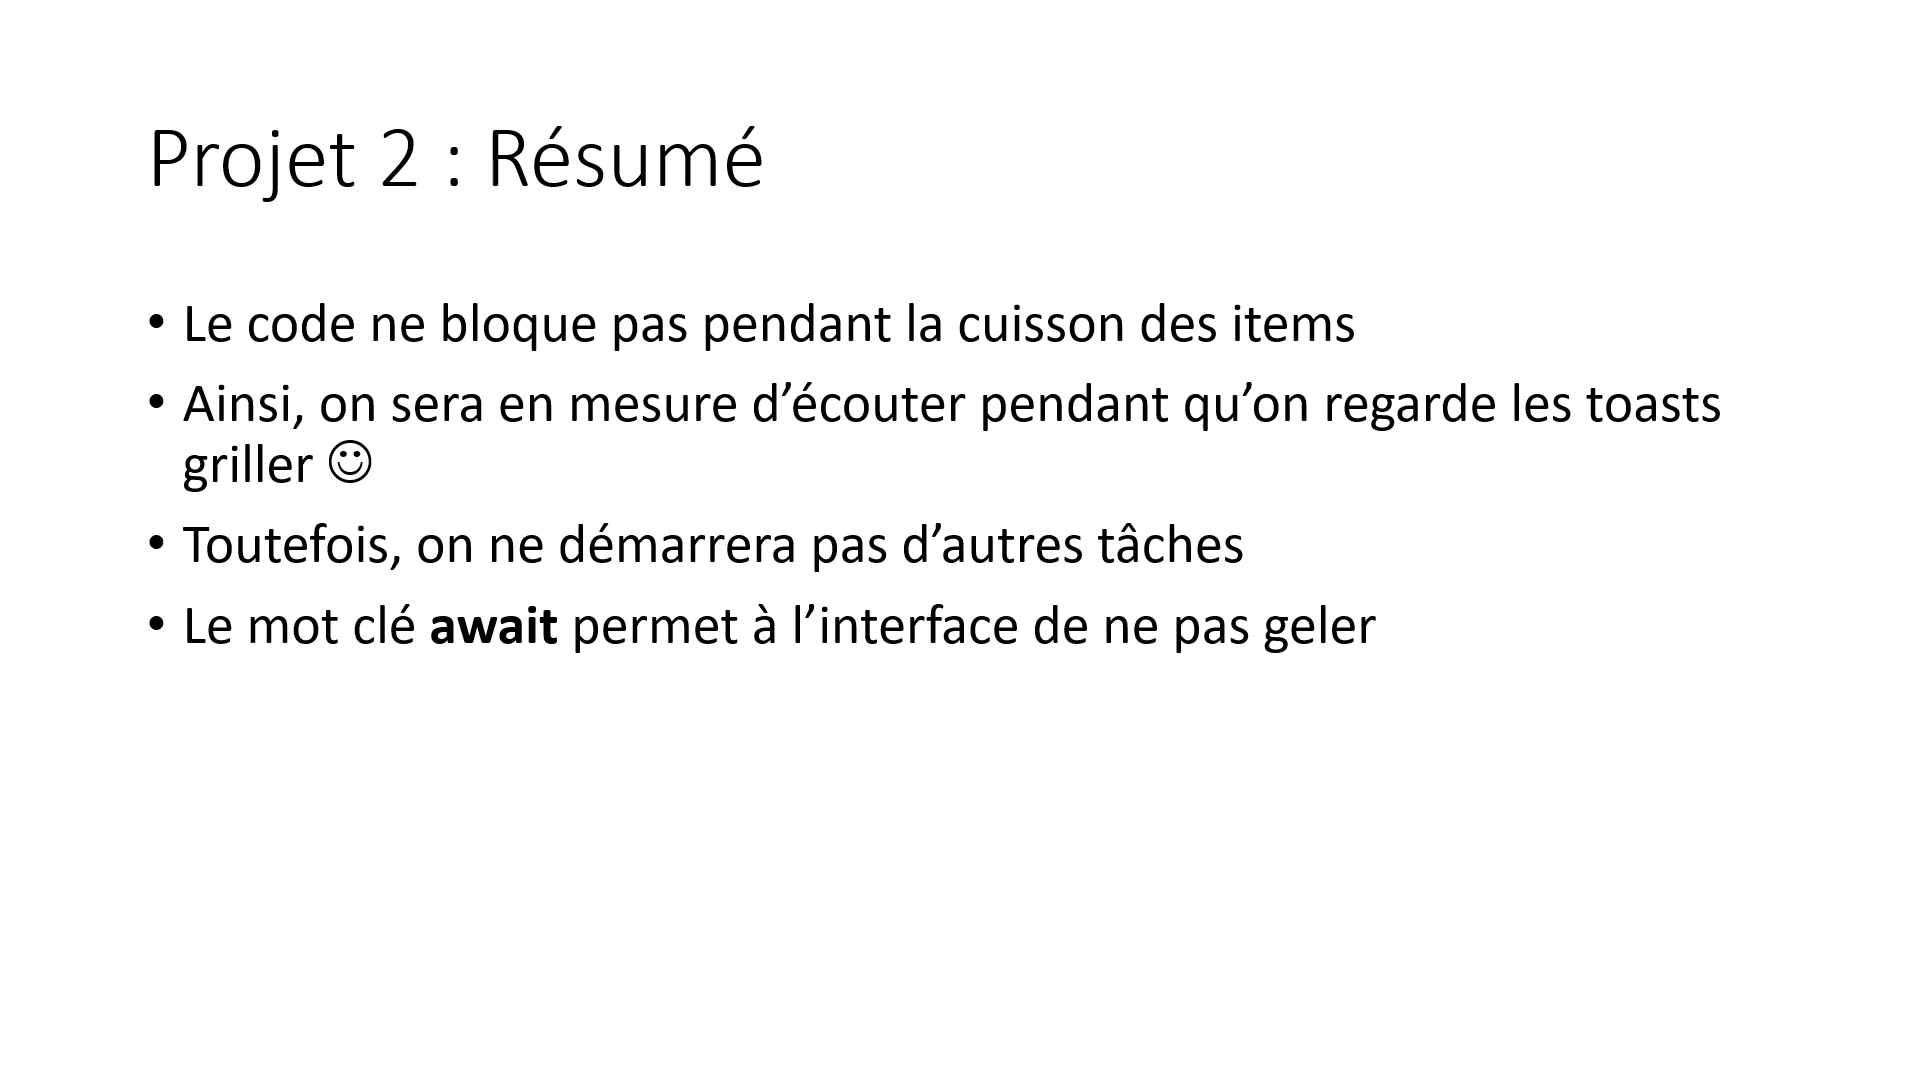 Projet 2 : Résumé
• Le code ne bloque pas pendant la cuisson des items
• Ainsi, on sera en mesure d’écouter pendant qu’on regarde les toasts
griller ☺
• Toutefois, on ne démarrera pas d’autres tâches
• Le mot clé await permet à l’interface de ne pas geler